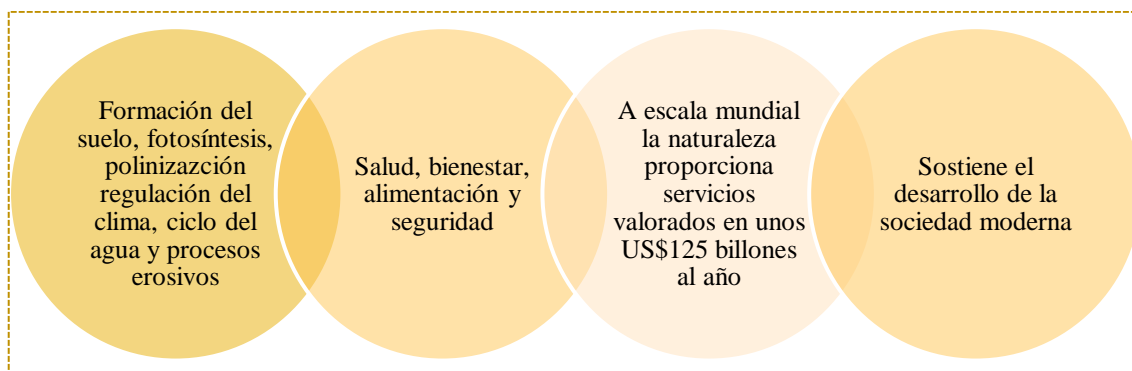 Formación del
suelo, fotosíntesis,
polinizazción
regulación del
clima, ciclo del
agua y procesos
erosivos
Salud, bienestar,
alimentación y
seguridad
A escala mundial
la naturaleza
proporciona
servicios
valorados en unos
US$125 billones
al año
Sostiene el
desarrollo de la
sociedad moderna